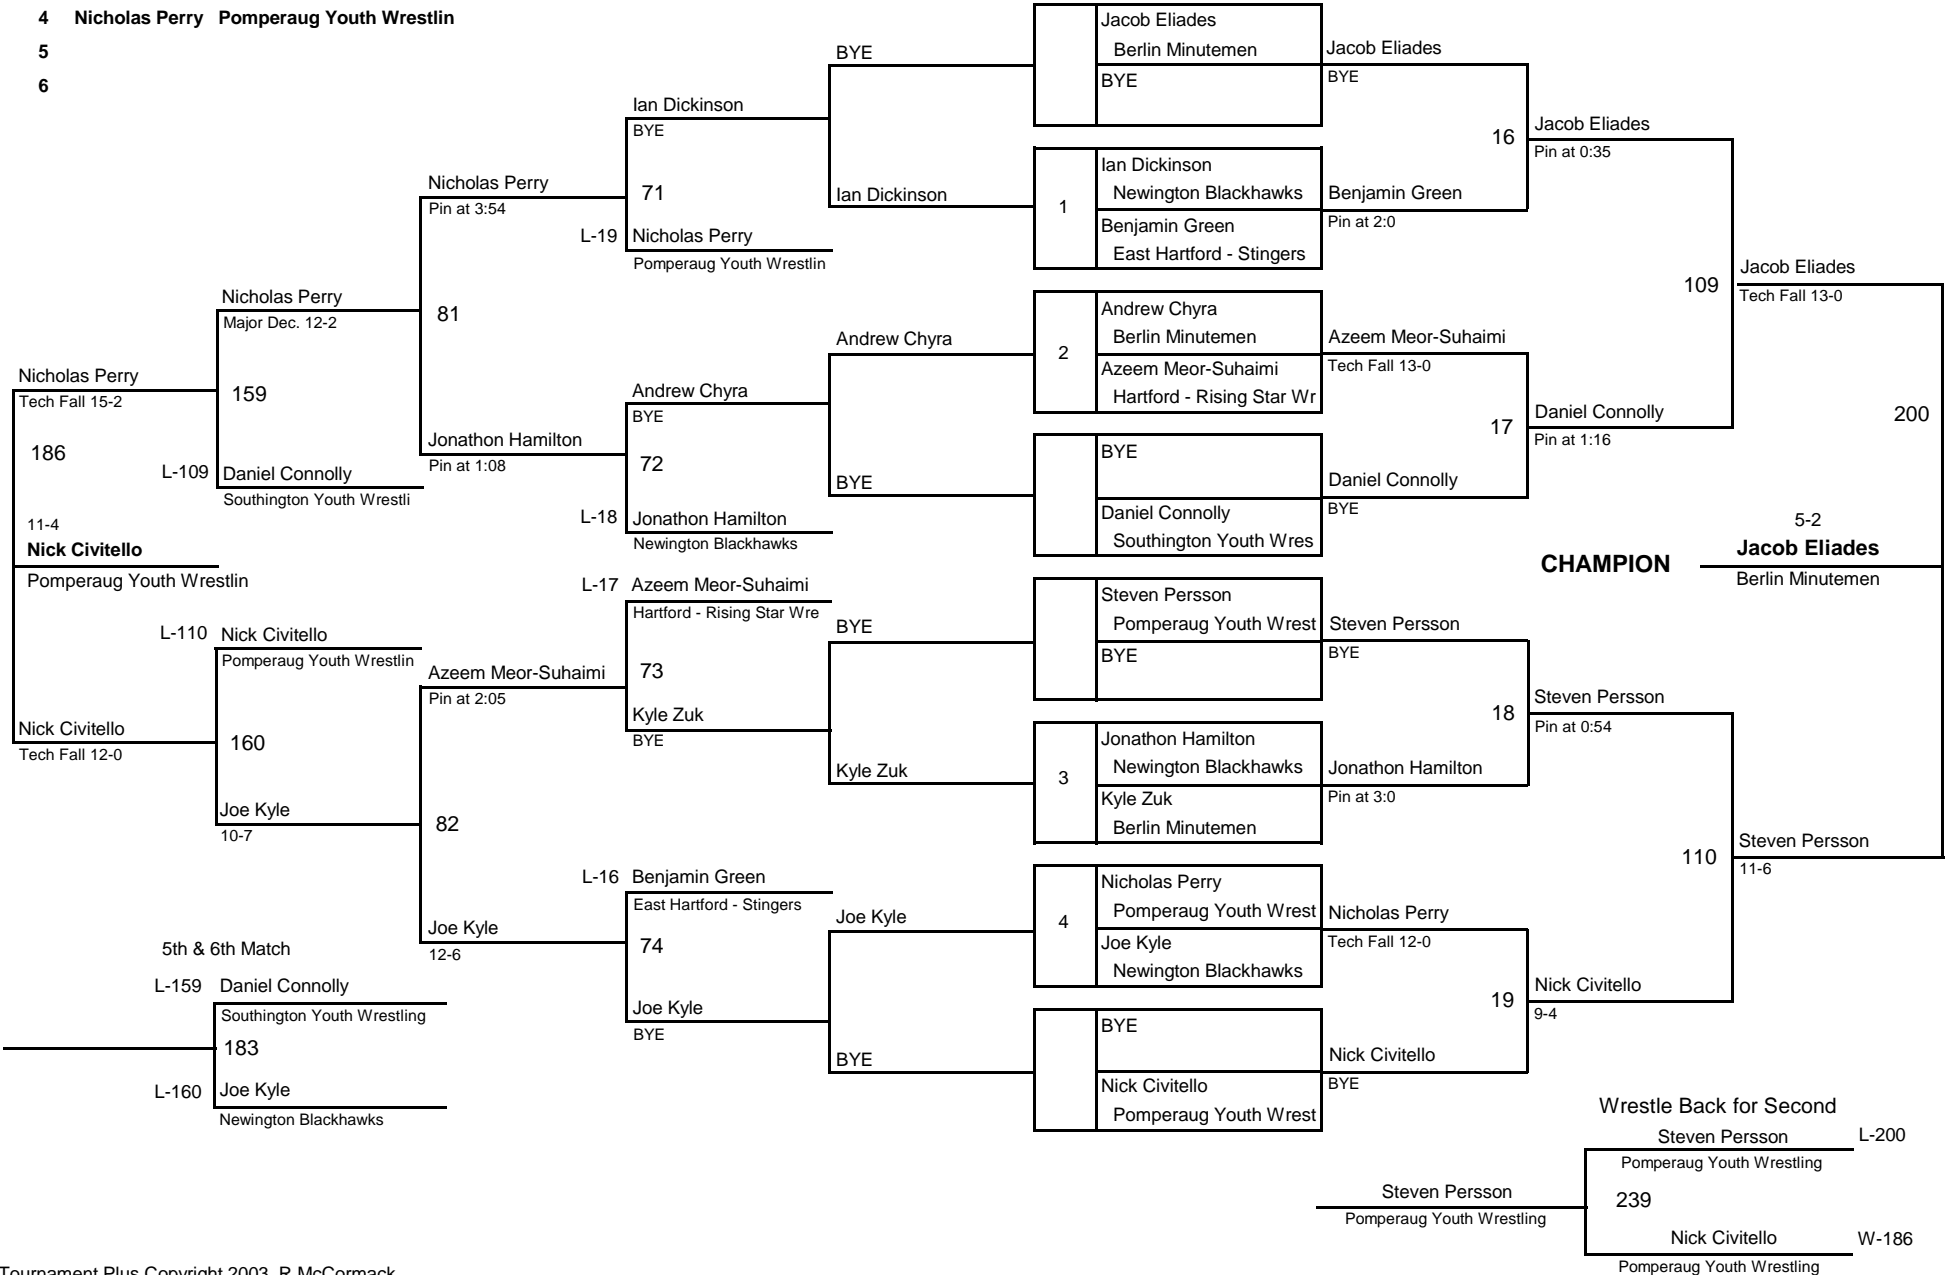 4 Nicholas Perry Pomperaug Youth Wrestlin
5
6
Nicholas Perry
Tech Fall 15-2
186
11-4
Nick Civitello
Pomperaug Youth Wrestlin
Nick Civitello
Tech Fall 12-0
Nicholas Perry
Major Dec. 12-2
159
L-109 Daniel Connolly
Southington Youth Wrestli
L-110 Nick Civitello
Pomperaug Youth Wrestlin
160
Joe Kyle
10-7
5th & 6th Match
L-159 Daniel Connolly
Southington Youth Wrestling
183
L-160 Joe Kyle
Newington Blackhawks
Nicholas Perry
Pin at 3:54
81
Jonathon Hamilton
Pin at 1:08
Azeem Meor-Suhaimi
Pin at 2:05
82
Joe Kyle
12-6
Ian Dickinson
BYE
71
L-19 Nicholas Perry
Pomperaug Youth Wrestlin
Andrew Chyra
BYE
72
L-18 Jonathon Hamilton
Newington Blackhawks
L-17 Azeem Meor-Suhaimi
Hartford - Rising Star Wre
73
Kyle Zuk
BYE
L-16 Benjamin Green
East Hartford - Stingers
74
Joe Kyle
BYE
BYE
Ian Dickinson
Andrew Chyra
BYE
BYE
Kyle Zuk
Joe Kyle
BYE
Jacob Eliades
Berlin Minutemen
BYE
1
Ian Dickinson
Newington Blackhawks
Benjamin Green
East Hartford - Stingers
2
Andrew Chyra
Berlin Minutemen
Azeem Meor-Suhaimi
Hartford - Rising Star Wr
BYE
Daniel Connolly
Southington Youth Wres
Steven Persson
Pomperaug Youth Wrest
BYE
3
Jonathon Hamilton
Newington Blackhawks
Kyle Zuk
Berlin Minutemen
4
Nicholas Perry
Pomperaug Youth Wrest
Joe Kyle
Newington Blackhawks
BYE
Nick Civitello
Pomperaug Youth Wrest
Jacob Eliades
BYE
16
Benjamin Green
Pin at 2:0
Azeem Meor-Suhaimi
Tech Fall 13-0
17
Daniel Connolly
BYE
Steven Persson
BYE
18
Jonathon Hamilton
Pin at 3:0
Nicholas Perry
Tech Fall 12-0
19
Nick Civitello
BYE
Jacob Eliades
Pin at 0:35
109
Daniel Connolly
Pin at 1:16
Steven Persson
Pin at 0:54
110
Nick Civitello
9-4
Jacob Eliades
Tech Fall 13-0
200
5-2
CHAMPION Jacob Eliades
Berlin Minutemen
Steven Persson
11-6
Wrestle Back for Second
Steven Persson L-200
Pomperaug Youth Wrestling
Steven Persson
Pomperaug Youth Wrestling
239
Nick Civitello W-186
Pomperaug Youth Wrestling
Tournament Plus Copyright 2003, R McCormack